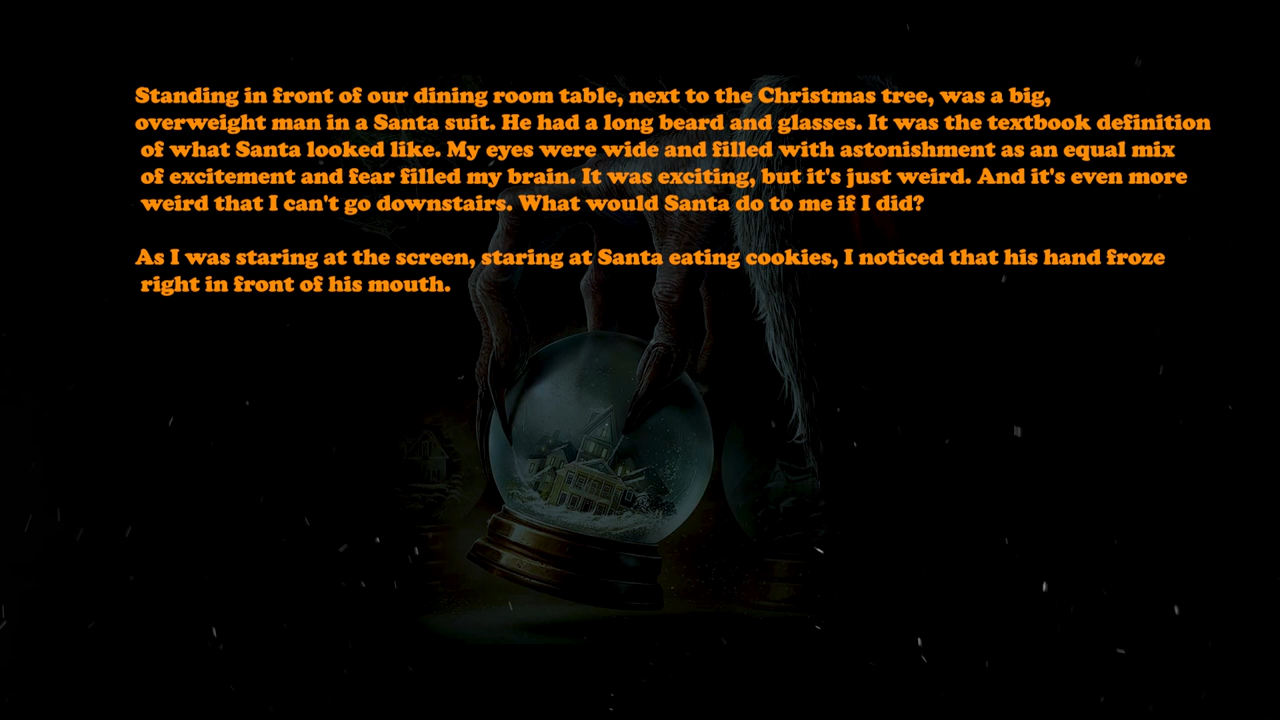 Standing in front of our dining room table, next to the Christmas tree, was a big,
overweight man in a Santa suit. He had a long beard and glasses. It was the textbook definition
of what Santa looked like. My eyes were wide and filled with astonishment as an equal mix
of excitement and fear filled my brain. It was exciting, but it's just weird. And it's even more
weird that I can't go downstairs. What would Santa do to me if I did?
As I was staring at the screen, staring at Santa eating cookies, I noticed that his hand froze
right in front of his mouth.